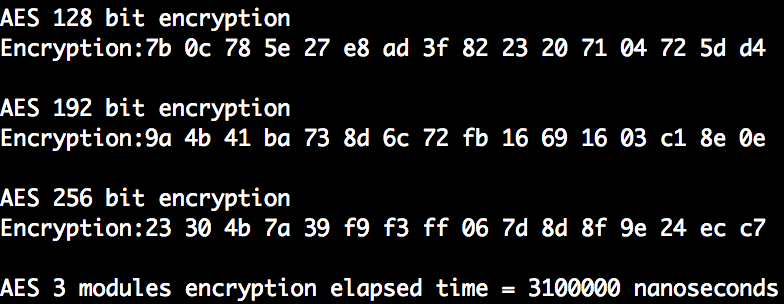 AES 128 bit encryption
Encryption:7b 0c 78 5e 27 e8 ad 3f 82 23 20 71 04 72 5d d4
AES 192 bit encryption
Encryption:9a 4b 41 ba 73 8d 6c 72 fb 16 69 16 03 c1 8e 0e
AES 256 bit encryption
Encryption:23 30 4b 7a 39 f9 f3 ff 06 7d 8d 8f 9e 24 ec c7
AES 3 modules encryption elapsed time = 3100000 nanoseconds